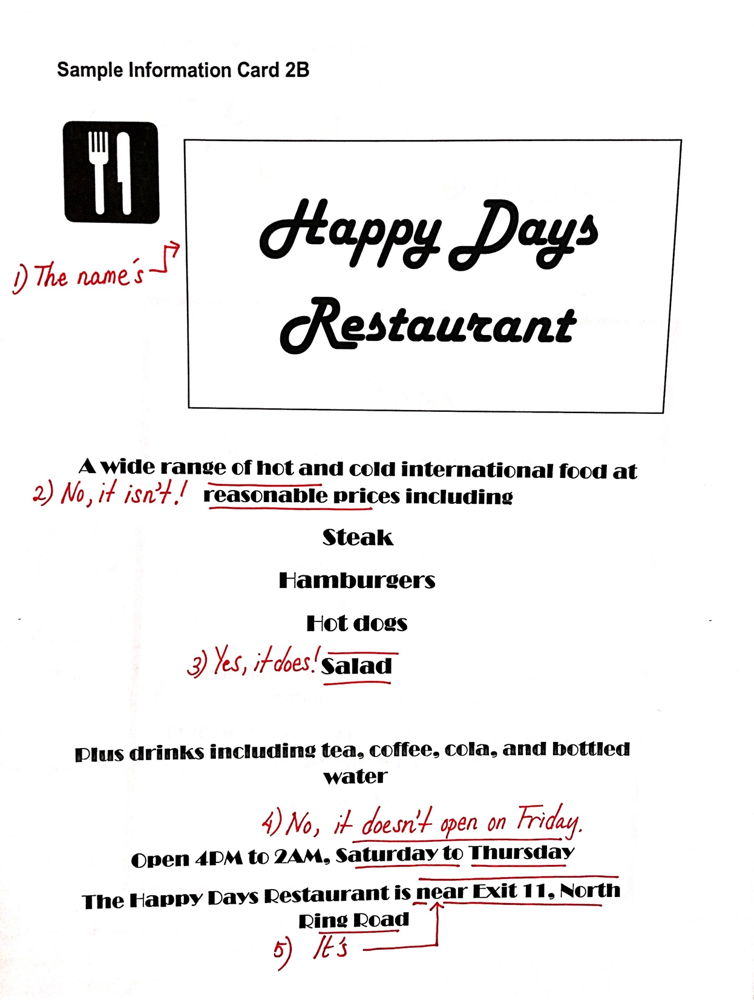 Sample Information Card 2B
Happy Days
1) The name's
Restaurant
A wide range of hot and cold international food at
2) No, it isn't! reasonable prices including
Steak
Hamburgers
Hot dogs
3) Yes, it does! Salad
Plus drinks including tea, coffee, cola, and bottled
water
4) No, it doesn't open on Friday.
Open 4PM to 2AM, Saturday to Thursday
The Happy Days Restaurant is near Exit 11, North
Ring Road
5) It's